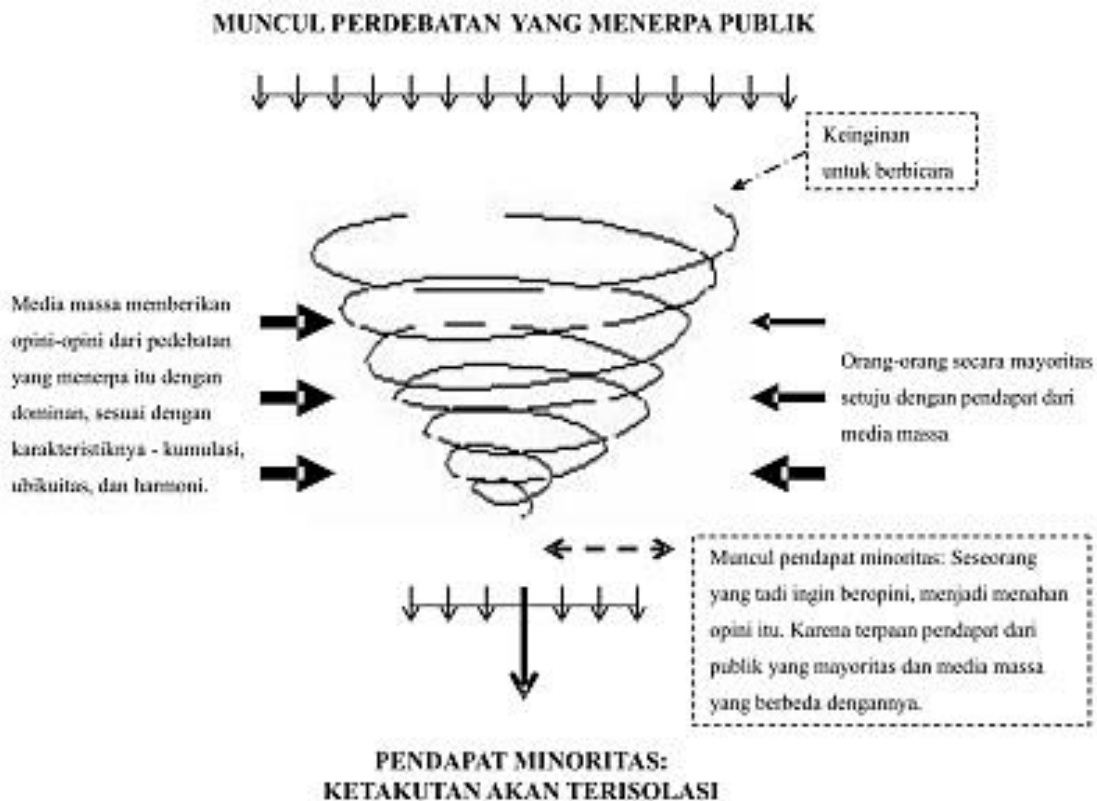 MUNCUL PERDEBATAN YANG MENERPA PUBLIK
Keinginan
untuk berbicara
Media massa memberikan
opini-opini dari pedebatan
yang menerpa itu dengan
dominan, sesuai dengan
karakteristiknya - kumulasi,
ubikuitas, dan harmoni.
Orang-orang secara mayoritas
setuju dengan pendapat dari
media massa
Muncul pendapat minoritas: Seseorang
yang tadi ingin beropini, menjadi menahan
opini itu. Karena terpaan pendapat dari
publik yang mayoritas dan media massa
yang berbeda dengannya.
PENDAPAT MINORITAS:
KETAKUTAN AKAN TERISOLASI